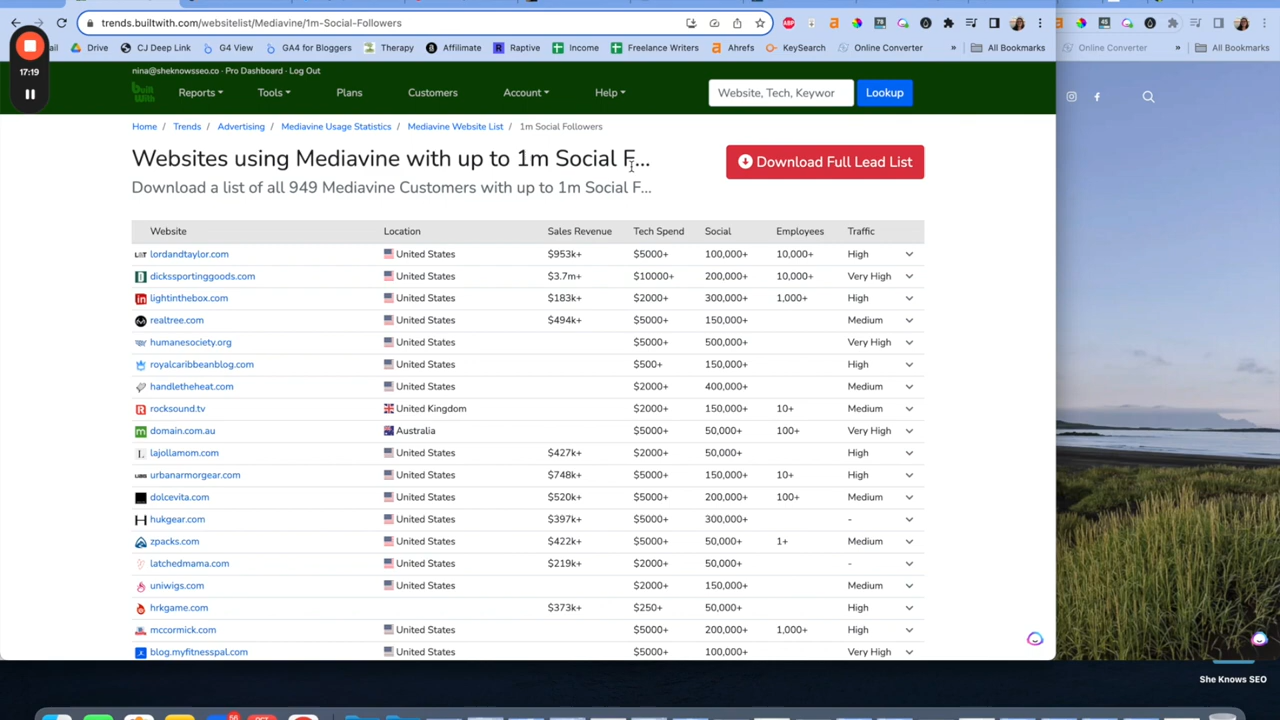 trends.builtwith.com/websitelist/Mediavine/1m-Social-Followers
ail Drive CJ Deep Link G4 View GA4 for Bloggers Therapy Affilimate Raptive Income Freelance Writers Ahrefs KeySearch Online Converter » All Bookmarks
Online Converter » All Bookmarks
17:19
nina@sheknowsseo.co · Pro Dashboard · Log Out
Built With
Reports Tools Plans Customers Account Help
Website, Tech, Keywor Lookup
Home / Trends / Advertising / Mediavine Usage Statistics / Mediavine Website List / 1m Social Followers
Websites using Mediavine with up to 1m Social F...
Download Full Lead List
Download a list of all 949 Mediavine Customers with up to 1m Social F...
Website Location Sales Revenue Tech Spend Social Employees Traffic
lordandtaylor.com United States $953k+ $5000+ 100,000+ 10,000+ High
dickssportinggoods.com United States $3.7m+ $10000+ 200,000+ 10,000+ Very High
lightinthebox.com United States $183k+ $2000+ 300,000+ 1,000+ High
realtree.com United States $494k+ $5000+ 150,000+ Medium
humanesociety.org United States $5000+ 500,000+ Very High
royalcaribbeanblog.com United States $500+ 150,000+ High
handletheheat.com United States $2000+ 400,000+ Medium
rocksound.tv United Kingdom $2000+ 150,000+ 10+ Medium
domain.com.au Australia $5000+ 50,000+ 100+ Very High
lajollamom.com United States $427k+ $2000+ 50,000+ High
urbanarmorgear.com United States $748k+ $5000+ 150,000+ 10+ High
dolcevita.com United States $520k+ $5000+ 200,000+ 100+ Medium
hukgear.com United States $397k+ $5000+ 300,000+ -
zpacks.com United States $422k+ $5000+ 50,000+ 1+ Medium
latchedmama.com United States $219k+ $2000+ 50,000+ -
uniwigs.com United States $2000+ 150,000+ Medium
hrkgame.com $373k+ $250+ 50,000+ High
mccormick.com United States $5000+ 200,000+ 1,000+ High
blog.myfitnesspal.com United States $5000+ 100,000+ Very High
She Knows SEO